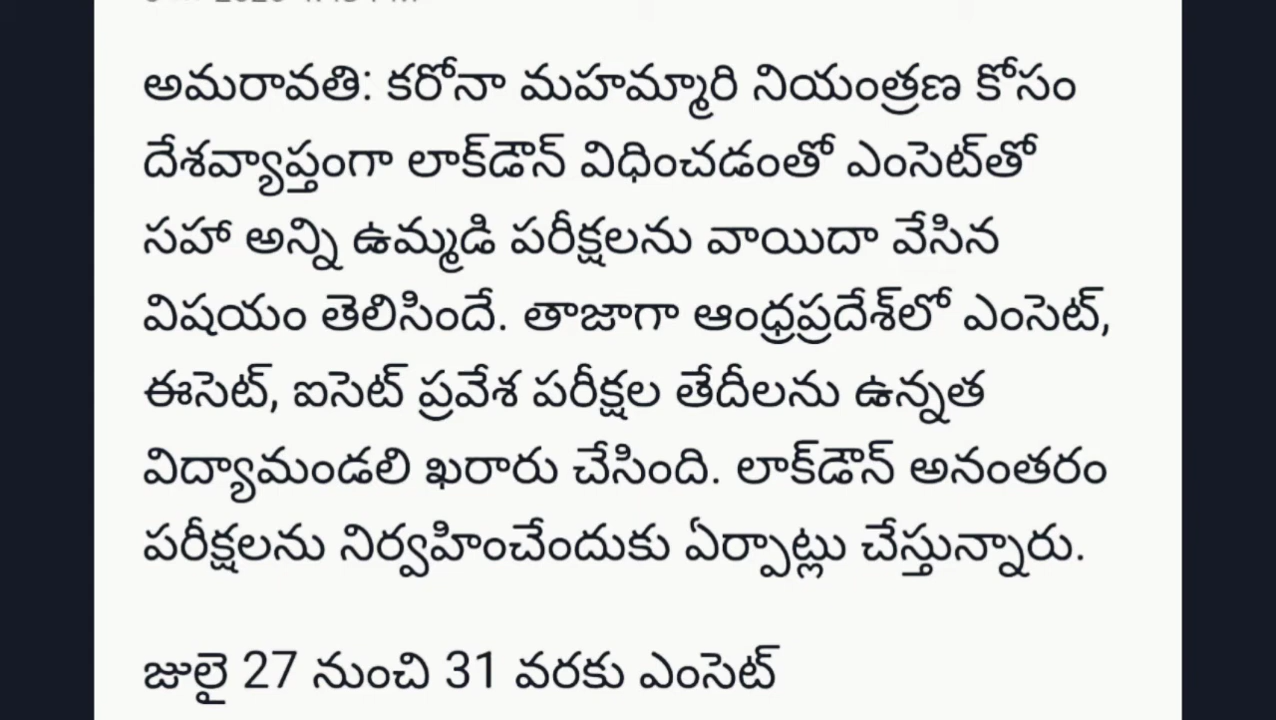 అమరావతి: కరోనా మహమ్మారి నియంత్రణ కోసం
దేశవ్యాప్తంగా లాక్‌డౌన్ విధించడంతో ఎంసెట్‌తో
సహా అన్ని ఉమ్మడి పరీక్షలను వాయిదా వేసిన
విషయం తెలిసిందే. తాజాగా ఆంధ్రప్రదేశ్‌లో ఎంసెట్,
ఈసెట్, ఐసెట్ ప్రవేశ పరీక్షల తేదీలను ఉన్నత
విద్యామండలి ఖరారు చేసింది. లాక్‌డౌన్ అనంతరం
పరీక్షలను నిర్వహించేందుకు ఏర్పాట్లు చేస్తున్నారు.
జులై 27 నుంచి 31 వరకు ఎంసెట్